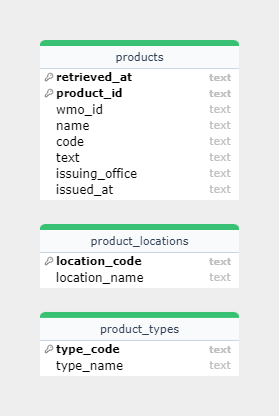 products
retrieved_at text
product_id text
wmo_id text
name text
code text
text text
issuing_office text
issued_at text
product_locations
location_code text
location_name text
product_types
type_code text
type_name text